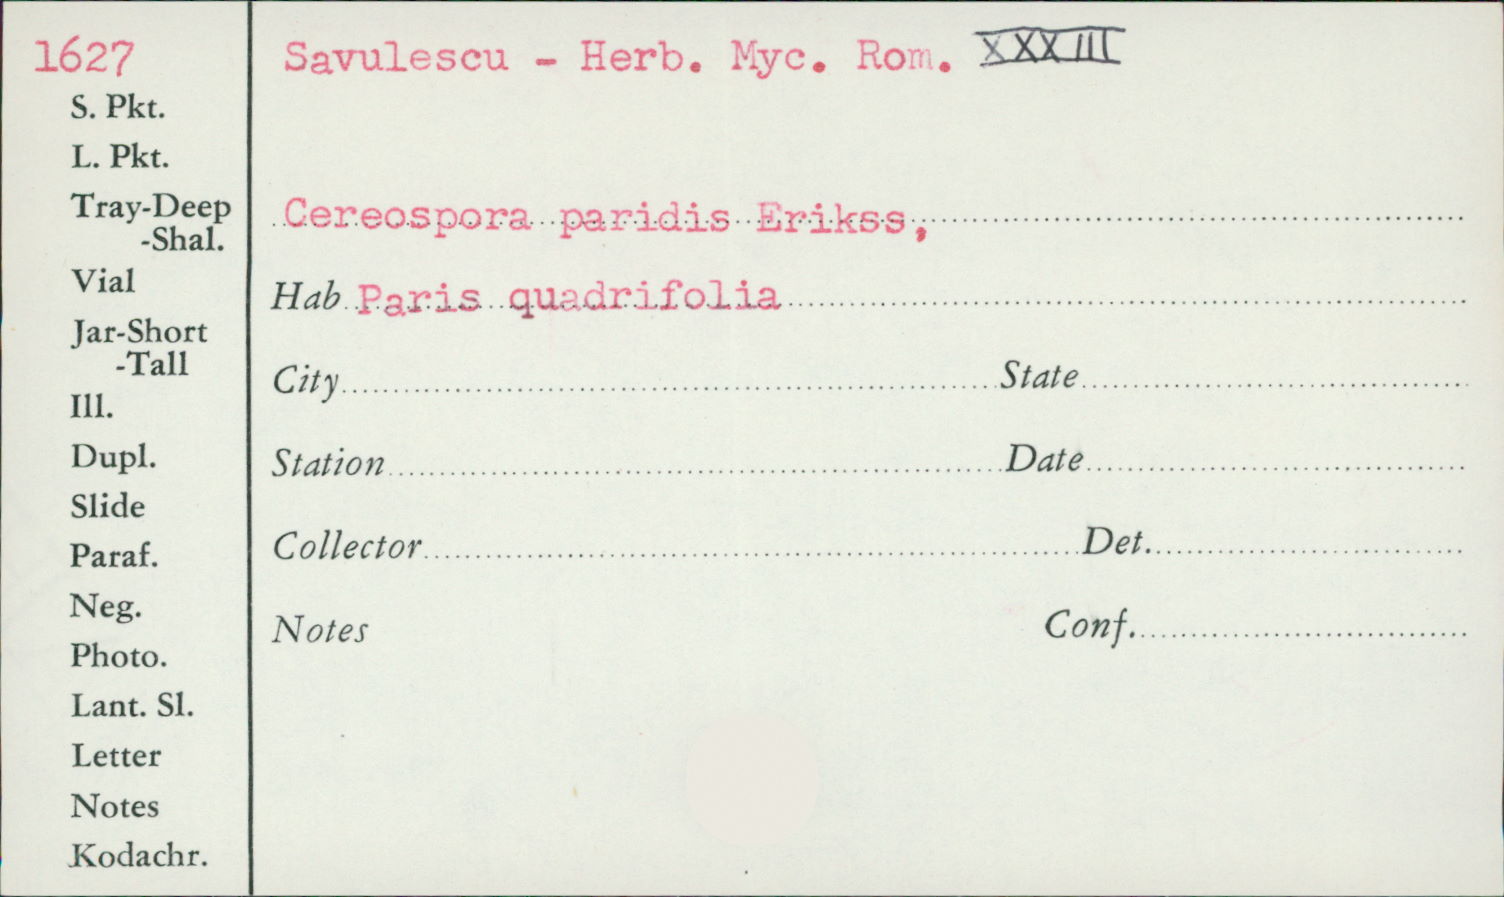 1627
Savulescu - Herb. Myc. Rom. XXXIII
S. Pkt.
L. Pkt.
Tray-Deep
-Shal.
Vial
Jar-Short
-Tall
Ill.
Dupl.
Slide
Paraf.
Neg.
Photo.
Lant. Sl.
Letter
Notes
Kodachr.
Cereospora paridis Erikss,
Hab Paris quadrifolia
City State
Station Date
Collector Det.
Notes Conf.